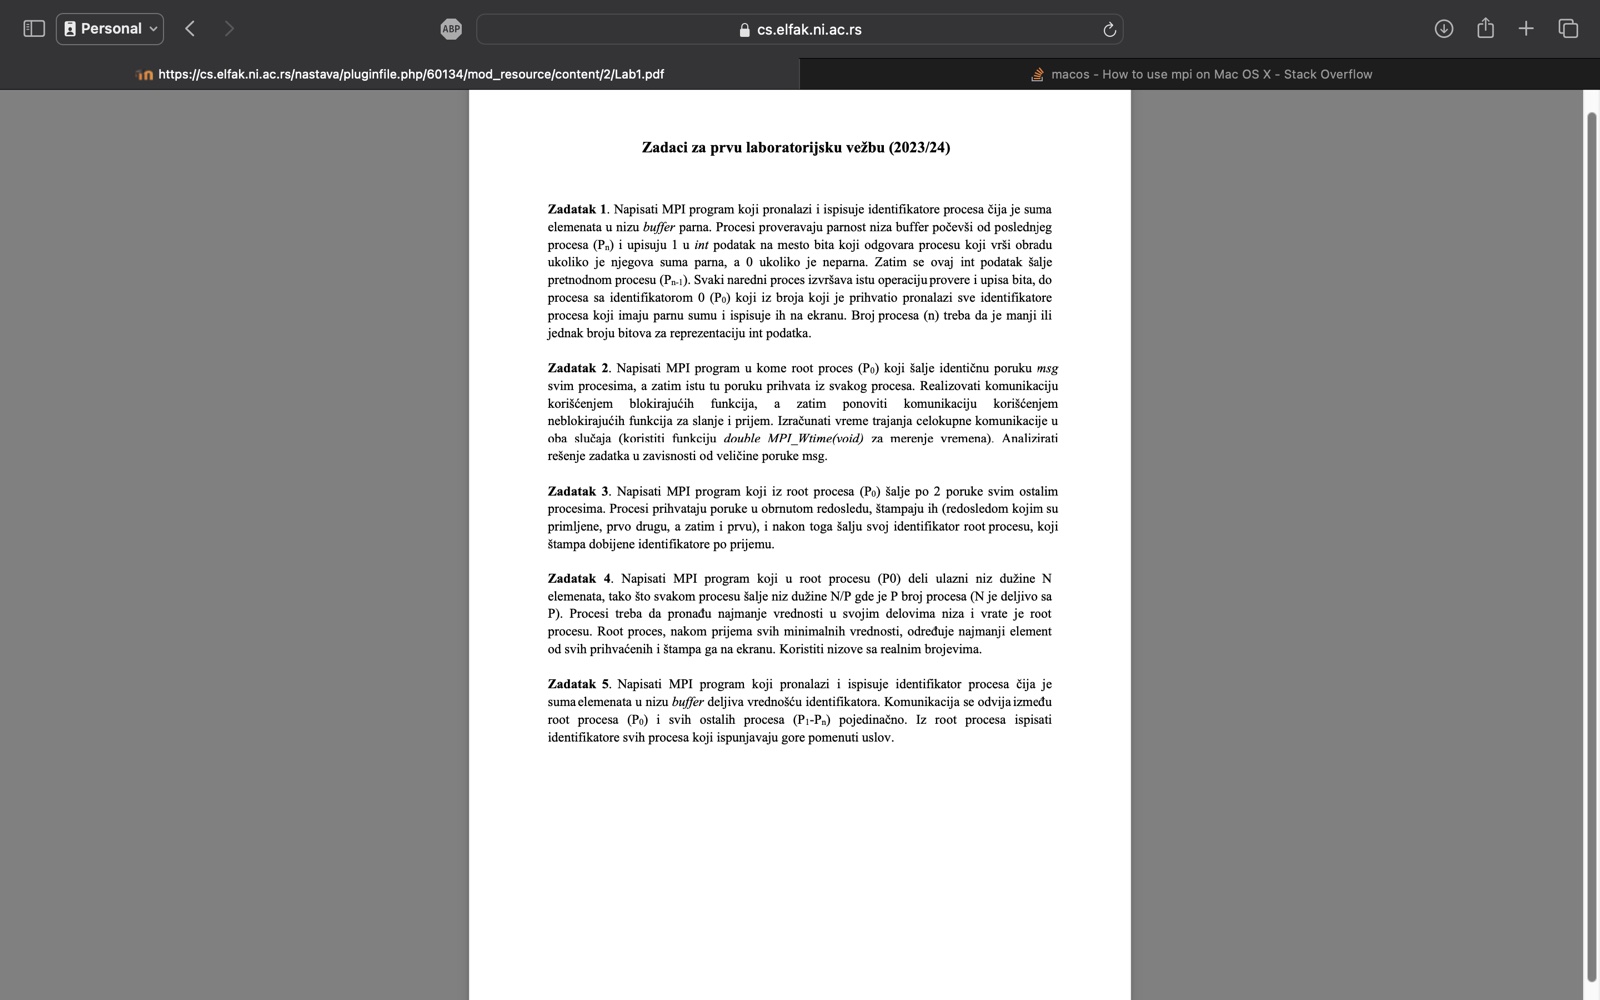 Personal
ABP
cs.elfak.ni.ac.rs
https://cs.elfak.ni.ac.rs/nastava/pluginfile.php/60134/mod_resource/content/2/Lab1.pdf
macos - How to use mpi on Mac OS X - Stack Overflow
Zadaci za prvu laboratorijsku vežbu (2023/24)
Zadatak 1. Napisati MPI program koji pronalazi i ispisuje identifikatore procesa čija je suma
elemenata u nizu buffer parna. Procesi proveravaju parnost niza buffer počevši od poslednjeg
procesa (Pn) i upisuju 1 u int podatak na mesto bita koji odgovara procesu koji vrši obradu
ukoliko je njegova suma parna, a 0 ukoliko je neparna. Zatim se ovaj int podatak šalje
pretnodnom procesu (Pn-1). Svaki naredni proces izvršava istu operaciju provere i upisa bita, do
procesa sa identifikatorom 0 (P0) koji iz broja koji je prihvatio pronalazi sve identifikatore
procesa koji imaju parnu sumu i ispisuje ih na ekranu. Broj procesa (n) treba da je manji ili
jednak broju bitova za reprezentaciju int podatka.
Zadatak 2. Napisati MPI program u kome root proces (P0) koji šalje identičnu poruku msg
svim procesima, a zatim istu tu poruku prihvata iz svakog procesa. Realizovati komunikaciju
korišćenjem blokirajućih funkcija, a zatim ponoviti komunikaciju korišćenjem
neblokirajućih funkcija za slanje i prijem. Izračunati vreme trajanja celokupne komunikacije u
oba slučaja (koristiti funkciju double MPI_Wtime(void) za merenje vremena). Analizirati
rešenje zadatka u zavisnosti od veličine poruke msg.
Zadatak 3. Napisati MPI program koji iz root procesa (P0) šalje po 2 poruke svim ostalim
procesima. Procesi prihvataju poruke u obrnutom redosledu, štampaju ih (redosledom kojim su
primljene, prvo drugu, a zatim i prvu), i nakon toga šalju svoj identifikator root procesu, koji
štampa dobijene identifikatore po prijemu.
Zadatak 4. Napisati MPI program koji u root procesu (P0) deli ulazni niz dužine N
elemenata, tako što svakom procesu šalje niz dužine N/P gde je P broj procesa (N je deljivo sa
P). Procesi treba da pronađu najmanje vrednosti u svojim delovima niza i vrate je root
procesu. Root proces, nakom prijema svih minimalnih vrednosti, određuje najmanji element
od svih prihvaćenih i štampa ga na ekranu. Koristiti nizove sa realnim brojevima.
Zadatak 5. Napisati MPI program koji pronalazi i ispisuje identifikator procesa čija je
suma elemenata u nizu buffer deljiva vrednošću identifikatora. Komunikacija se odvija između
root procesa (P0) i svih ostalih procesa (P1-Pn) pojedinačno. Iz root procesa ispisati
identifikatore svih procesa koji ispunjavaju gore pomenuti uslov.